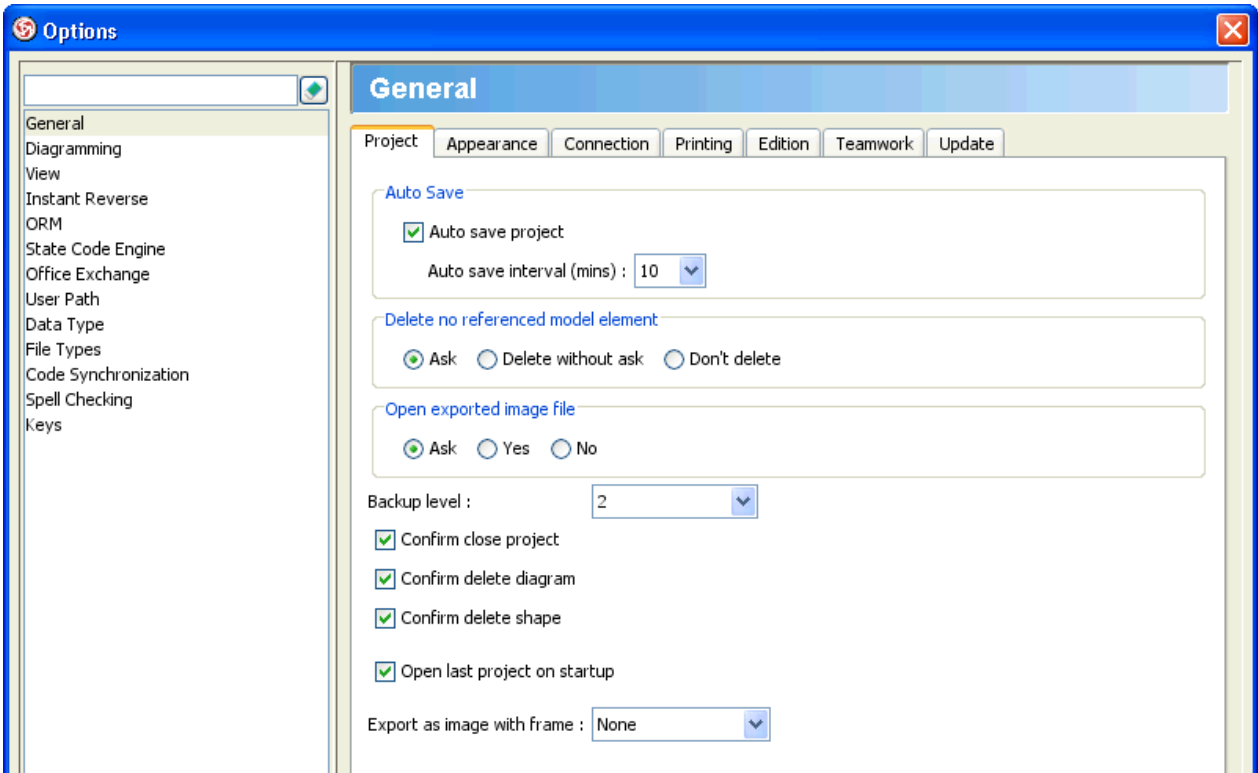 Options
General
Diagramming
View
Instant Reverse
ORM
State Code Engine
Office Exchange
User Path
Data Type
File Types
Code Synchronization
Spell Checking
Keys
General
Project Appearance Connection Printing Edition Teamwork Update
Auto Save
Auto save project
Auto save interval (mins) : 10
Delete no referenced model element
Ask Delete without ask Don't delete
Open exported image file
Ask Yes No
Backup level : 2
Confirm close project
Confirm delete diagram
Confirm delete shape
Open last project on startup
Export as image with frame : None